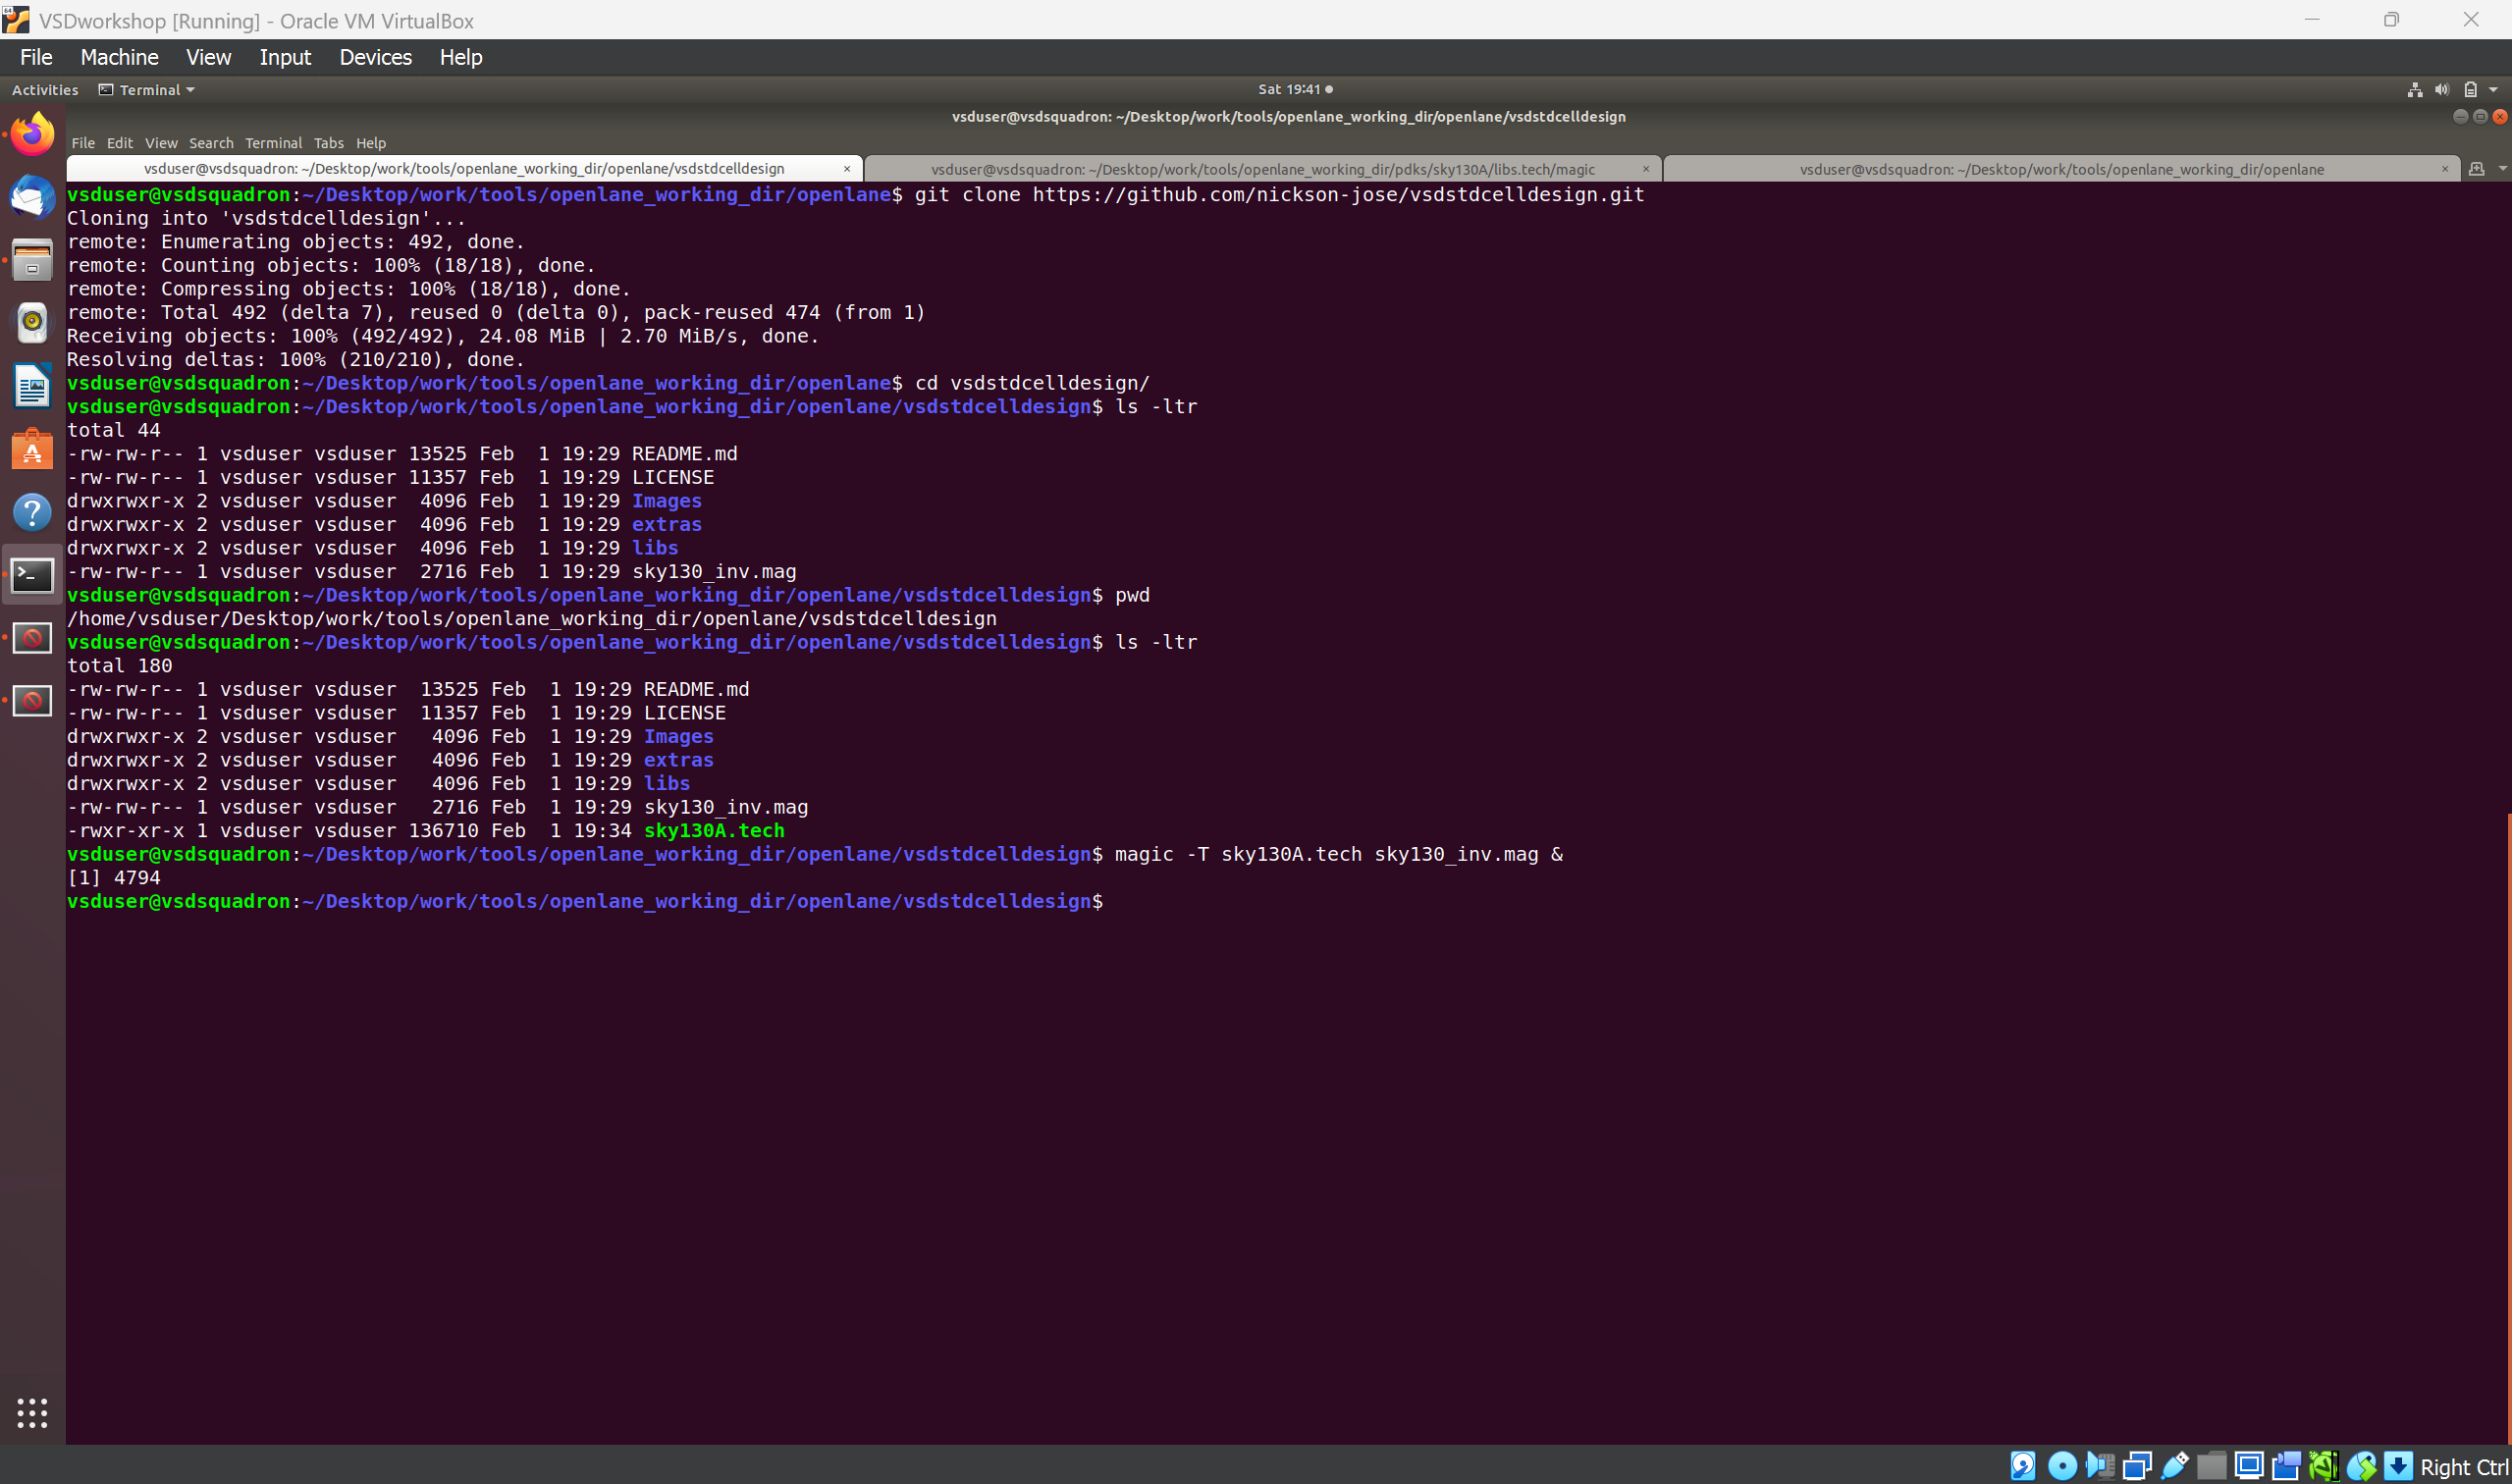 VSDworkshop [Running] - Oracle VM VirtualBox
File Machine View Input Devices Help
Activities Terminal Sat 19:41
vsduser@vsdsquadron: ~/Desktop/work/tools/openlane_working_dir/openlane/vsdstdcelldesign
File Edit View Search Terminal Tabs Help
vsduser@vsdsquadron: ~/Desktop/work/tools/openlane_working_dir/openlane/vsdstdcelldesign × vsduser@vsdsquadron: ~/Desktop/work/tools/openlane_working_dir/pdks/sky130A/libs.tech/magic × vsduser@vsdsquadron: ~/Desktop/work/tools/openlane_working_dir/openlane ×
vsduser@vsdsquadron:~/Desktop/work/tools/openlane_working_dir/openlane$ git clone https://github.com/nickson-jose/vsdstdcelldesign.git
Cloning into 'vsdstdcelldesign'...
remote: Enumerating objects: 492, done.
remote: Counting objects: 100% (18/18), done.
remote: Compressing objects: 100% (18/18), done.
remote: Total 492 (delta 7), reused 0 (delta 0), pack-reused 474 (from 1)
Receiving objects: 100% (492/492), 24.08 MiB | 2.70 MiB/s, done.
Resolving deltas: 100% (210/210), done.
vsduser@vsdsquadron:~/Desktop/work/tools/openlane_working_dir/openlane$ cd vsdstdcelldesign/
vsduser@vsdsquadron:~/Desktop/work/tools/openlane_working_dir/openlane/vsdstdcelldesign$ ls -ltr
total 44
-rw-rw-r-- 1 vsduser vsduser 13525 Feb  1 19:29 README.md
-rw-rw-r-- 1 vsduser vsduser 11357 Feb  1 19:29 LICENSE
drwxrwxr-x 2 vsduser vsduser  4096 Feb  1 19:29 Images
drwxrwxr-x 2 vsduser vsduser  4096 Feb  1 19:29 extras
drwxrwxr-x 2 vsduser vsduser  4096 Feb  1 19:29 libs
-rw-rw-r-- 1 vsduser vsduser  2716 Feb  1 19:29 sky130_inv.mag
vsduser@vsdsquadron:~/Desktop/work/tools/openlane_working_dir/openlane/vsdstdcelldesign$ pwd
/home/vsduser/Desktop/work/tools/openlane_working_dir/openlane/vsdstdcelldesign
vsduser@vsdsquadron:~/Desktop/work/tools/openlane_working_dir/openlane/vsdstdcelldesign$ ls -ltr
total 180
-rw-rw-r-- 1 vsduser vsduser  13525 Feb  1 19:29 README.md
-rw-rw-r-- 1 vsduser vsduser  11357 Feb  1 19:29 LICENSE
drwxrwxr-x 2 vsduser vsduser   4096 Feb  1 19:29 Images
drwxrwxr-x 2 vsduser vsduser   4096 Feb  1 19:29 extras
drwxrwxr-x 2 vsduser vsduser   4096 Feb  1 19:29 libs
-rw-rw-r-- 1 vsduser vsduser   2716 Feb  1 19:29 sky130_inv.mag
-rwxr-xr-x 1 vsduser vsduser 136710 Feb  1 19:34 sky130A.tech
vsduser@vsdsquadron:~/Desktop/work/tools/openlane_working_dir/openlane/vsdstdcelldesign$ magic -T sky130A.tech sky130_inv.mag &
[1] 4794
vsduser@vsdsquadron:~/Desktop/work/tools/openlane_working_dir/openlane/vsdstdcelldesign$
Right Ctrl